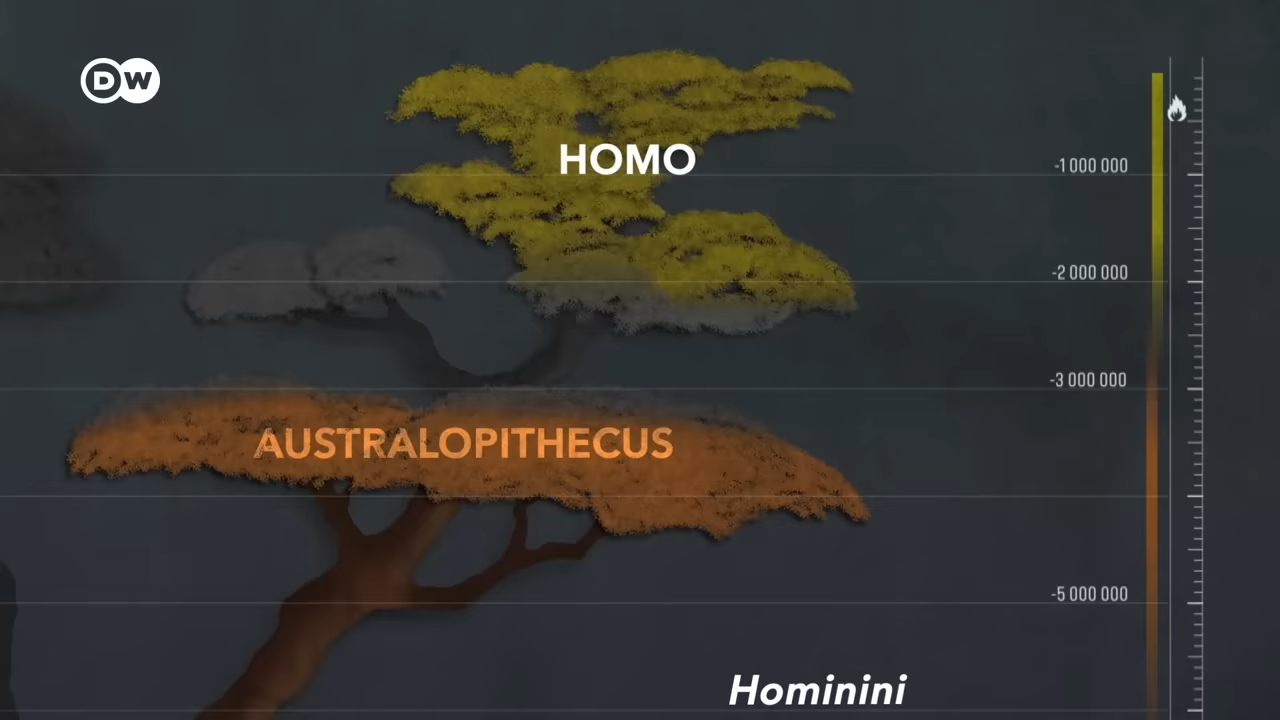 DW
HOMO
-1 000 000
-2 000 000
-3 000 000
AUSTRALOPITHECUS
-5 000 000
Hominini